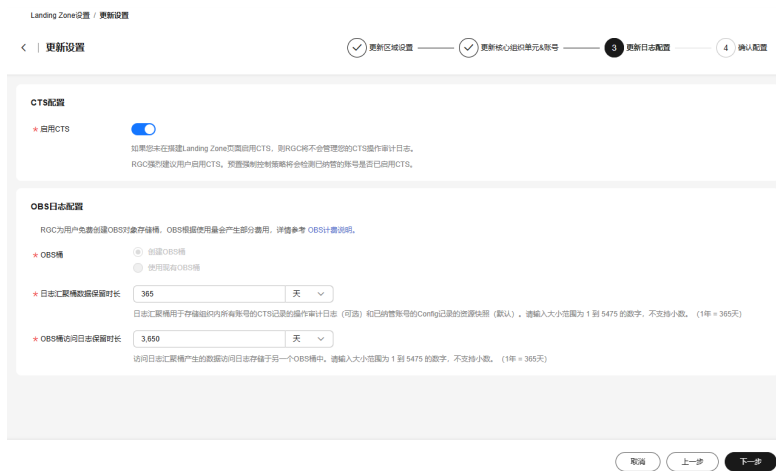 Landing Zone设置 / 更新设置
更新设置
更新区域设置
更新核心组织单元&账号
3 更新日志配置
4 确认配置
CTS配置
* 启用CTS
如果您未在搭建Landing Zone页面启用CTS，则RGC将不会管理您的CTS操作审计日志。
RGC强烈建议用户启用CTS。预置强制控制策略将会检测已纳管的账号是否已启用CTS。
OBS日志配置
RGC为用户免费创建OBS对象存储桶，OBS根据使用量会产生部分费用，详情参考 OBS计费说明。
* OBS桶
创建OBS桶
使用现有OBS桶
* 日志汇聚桶数据保留时长 365 天
日志汇聚桶用于存储组织内所有账号的CTS记录的操作审计日志（可选）和已纳管账号的Config记录的资源快照（默认）。请输入大小范围为 1 到 5475 的数字，不支持小数。（1年 = 365天）
* OBS桶访问日志保留时长 3,650 天
访问日志汇聚桶产生的数据访问日志存储于另一个OBS桶中。请输入大小范围为 1 到 5475 的数字，不支持小数。（1年 = 365天）
取消 上一步 下一步